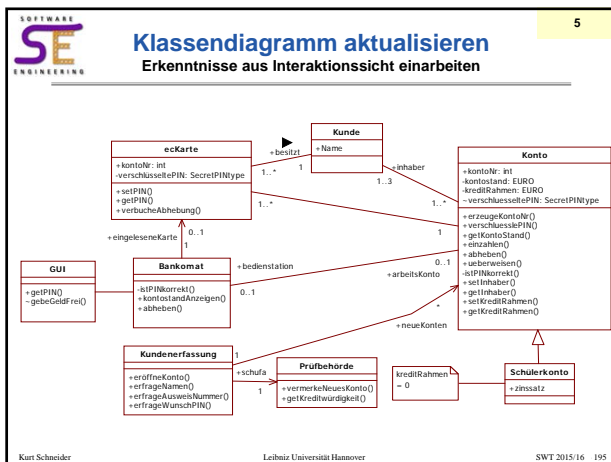 SOFTWARE
SE
ENGINEERING
Klassendiagramm aktualisieren
Erkenntnisse aus Interaktionssicht einarbeiten
5
ecKarte
+kontoNr: int
-verschlüsseltePIN: SecretPINtype
+setPIN()
+getPIN()
+verbucheAbhebung()
+besitzt
1..*
1
Kunde
+Name
+inhaber
1..3
1..*
Konto
+kontoNr: int
-kontostand: EURO
-kreditRahmen: EURO
~verschluesseltePIN: SecretPINtype
+erzeugeKontoNr()
+verschluesslePIN()
+getKontoStand()
+einzahlen()
+abheben()
+ueberweisen()
-istPINkorrekt()
+setInhaber()
+getInhaber()
+setKreditRahmen()
+getKreditRahmen()
1..*
1
+eingeleseneKarte
0..1
1
GUI
+getPIN()
~gebeGeldFrei()
Bankomat
-istPINkorrekt()
+kontostandAnzeigen()
+abheben()
+bedienstation
0..1
0..1
+arbeitsKonto
*
+neueKonten
Kundenerfassung
+eröffneKonto()
+erfrageNamen()
+erfrageAusweisNummer()
+erfrageWunschPIN()
1
+schufa
1
Prüfbehörde
+vermerkeNeuesKonto()
+getKreditwürdigkeit()
kreditRahmen
= 0
Schülerkonto
+zinssatz
Kurt Schneider
Leibniz Universität Hannover
SWT 2015/16 195